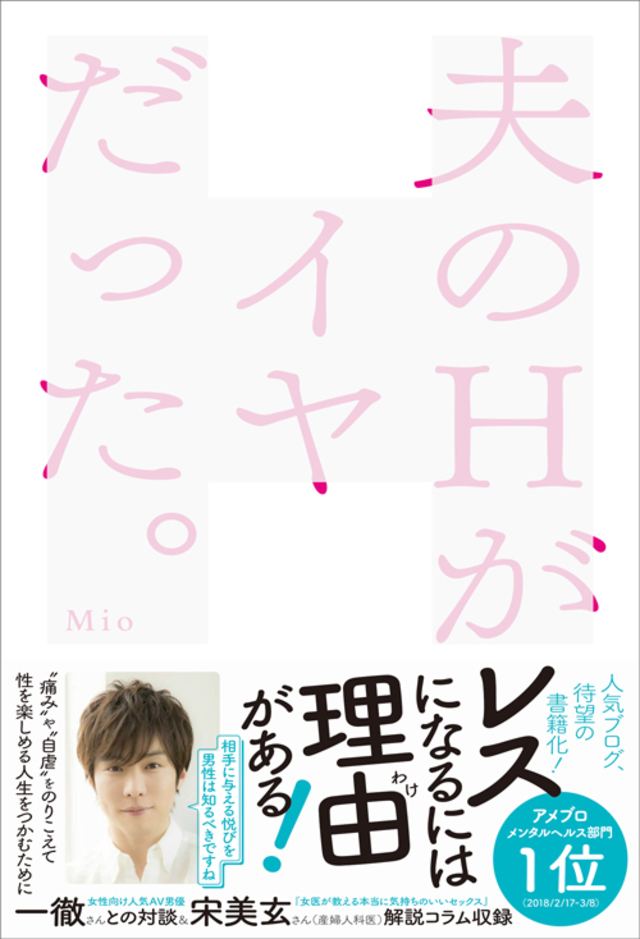 夫のHが
イヤ
だった。
Mio
人気ブログ、
待望の
書籍化!
レス
になるには
理由
わけ
がある!
アメブロ
メンタルヘルス部門
1位
(2018/2/17-3/8)
相手に与える悦びを
男性は知るべきですね
“痛み”や“自虐”をのりこえて
性を楽しめる人生をつかむために
女性向け人気AV男優
『女医が教える本当に気持ちのいいセックス』
一徹さんとの対談&宋美玄さん(産婦人科医)解説コラム収録